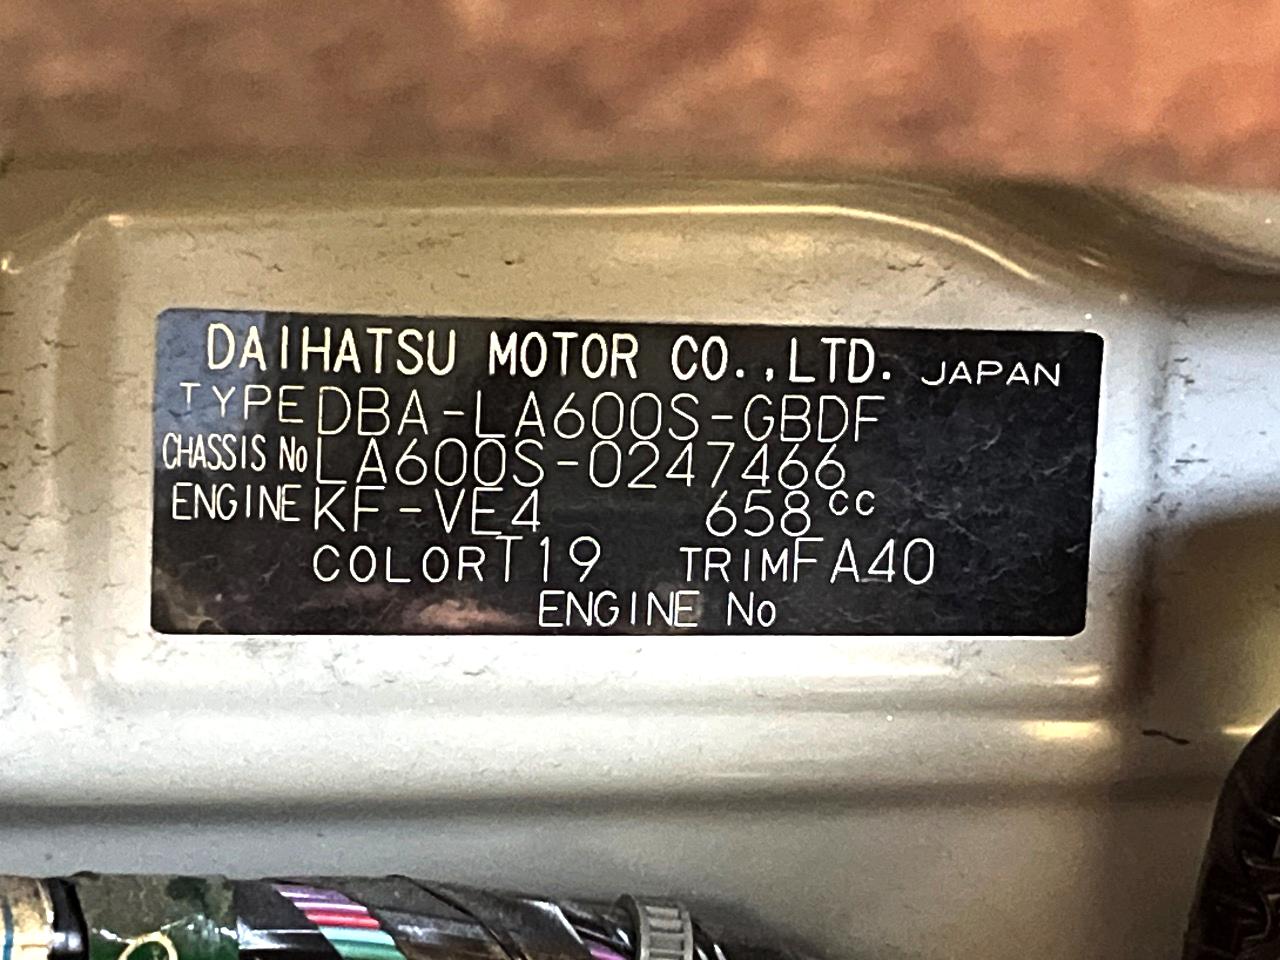 DAIHATSU MOTOR CO.,LTD. JAPAN
TYPE DBA-LA600S-GBDF
CHASSIS No LA600S-0247466
ENGINE KF-VE4 658cc
COLOR T19 TRIM FA40
ENGINE No